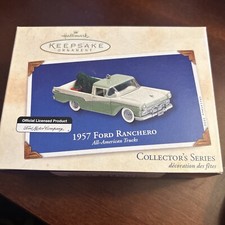 Hallmark
KEEPSAKE
ORNAMENT
Official Licensed Product
Ford Motor Company
1957 FORD RANCHERO
All-American Trucks
COLLECTOR'S SERIES
décoration des fêtes